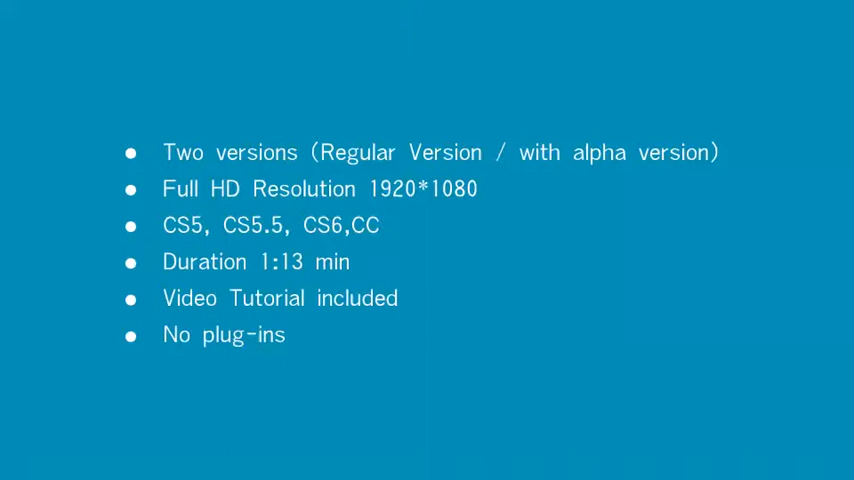 ● Two versions (Regular Version / with alpha version)
● Full HD Resolution 1920*1080
● CS5, CS5.5, CS6,CC
● Duration 1:13 min
● Video Tutorial included
● No plug-ins